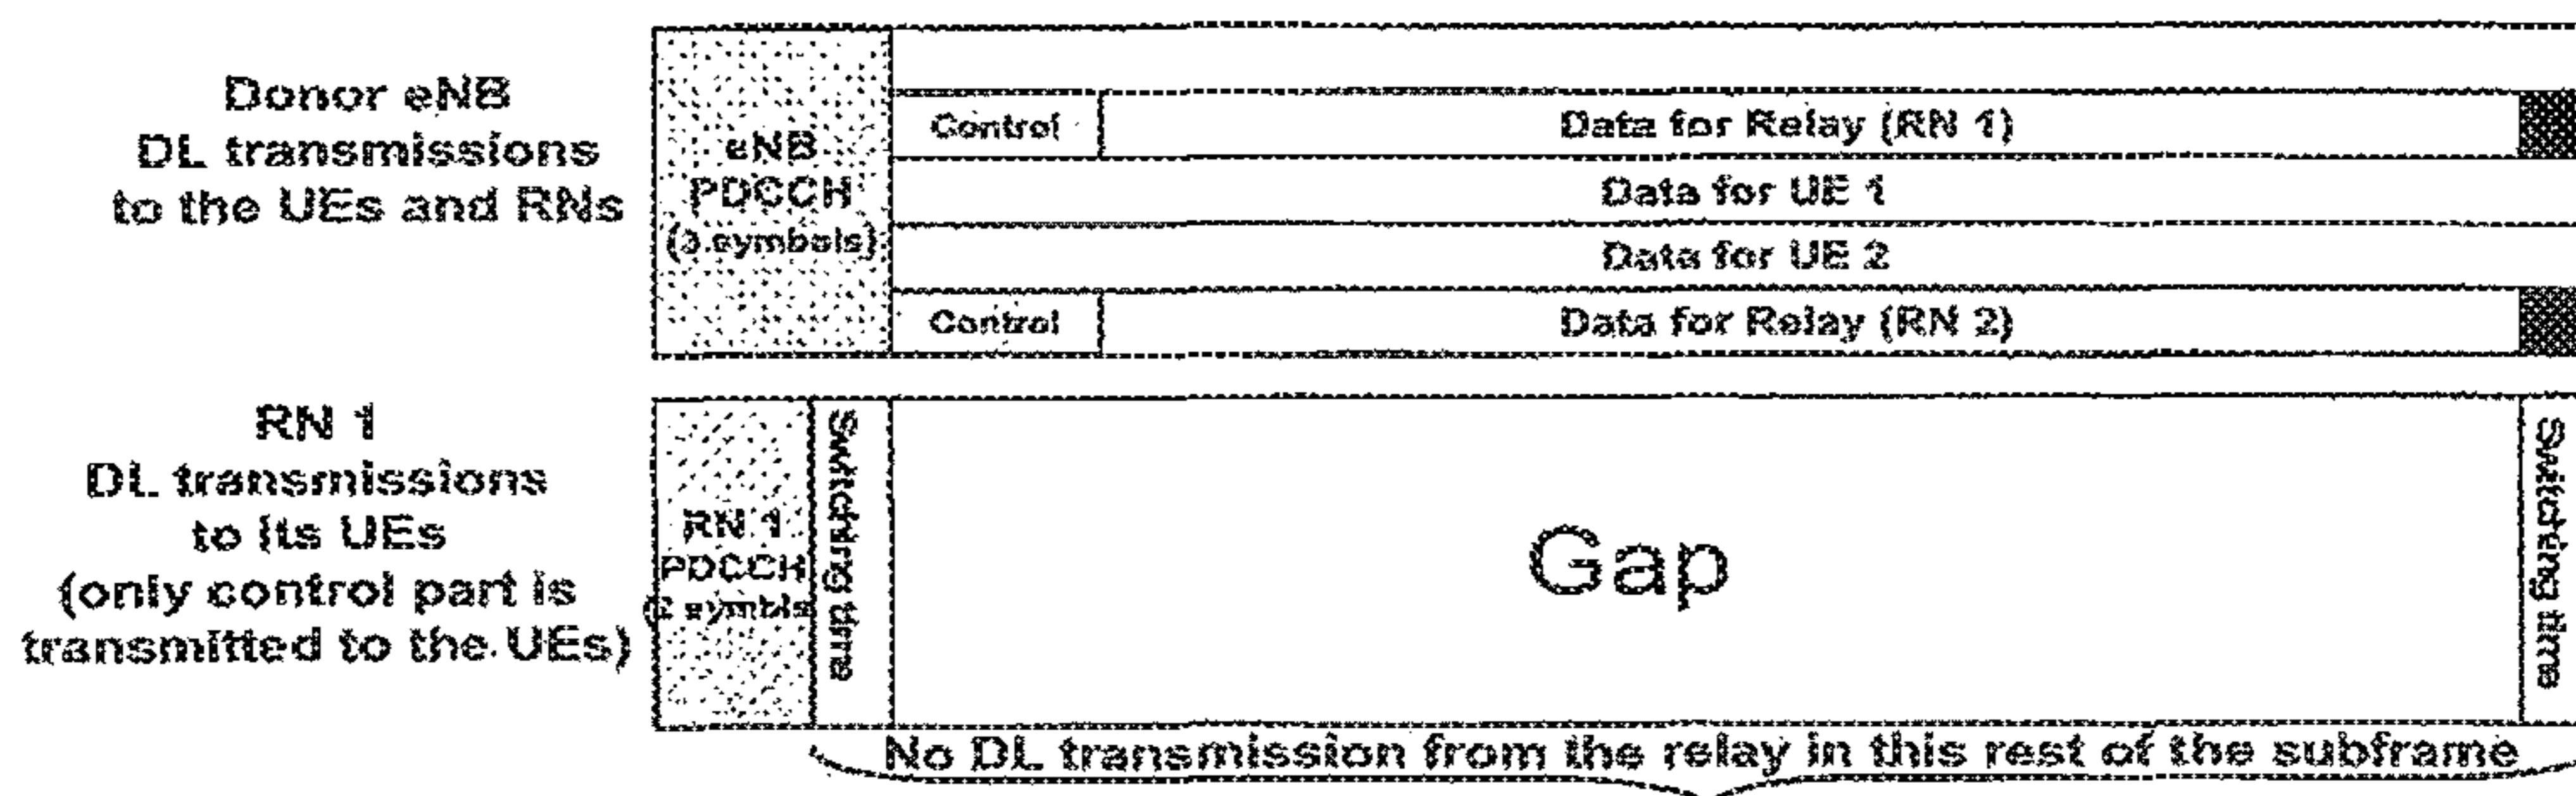 Donor eNB
DL transmissions
to the UEs and RNs
eNB
PDCCH
(3 symbols)
Control
Data for Relay (RN 1)
Data for UE 1
Data for UE 2
Control
Data for Relay (RN 2)
RN 1
DL transmissions
to its UEs
(only control part is
transmitted to the UEs)
RN 1
PDCCH
(2 symbls
Switching time
Gap
Switching time
No DL transmission from the relay in this rest of the subframe